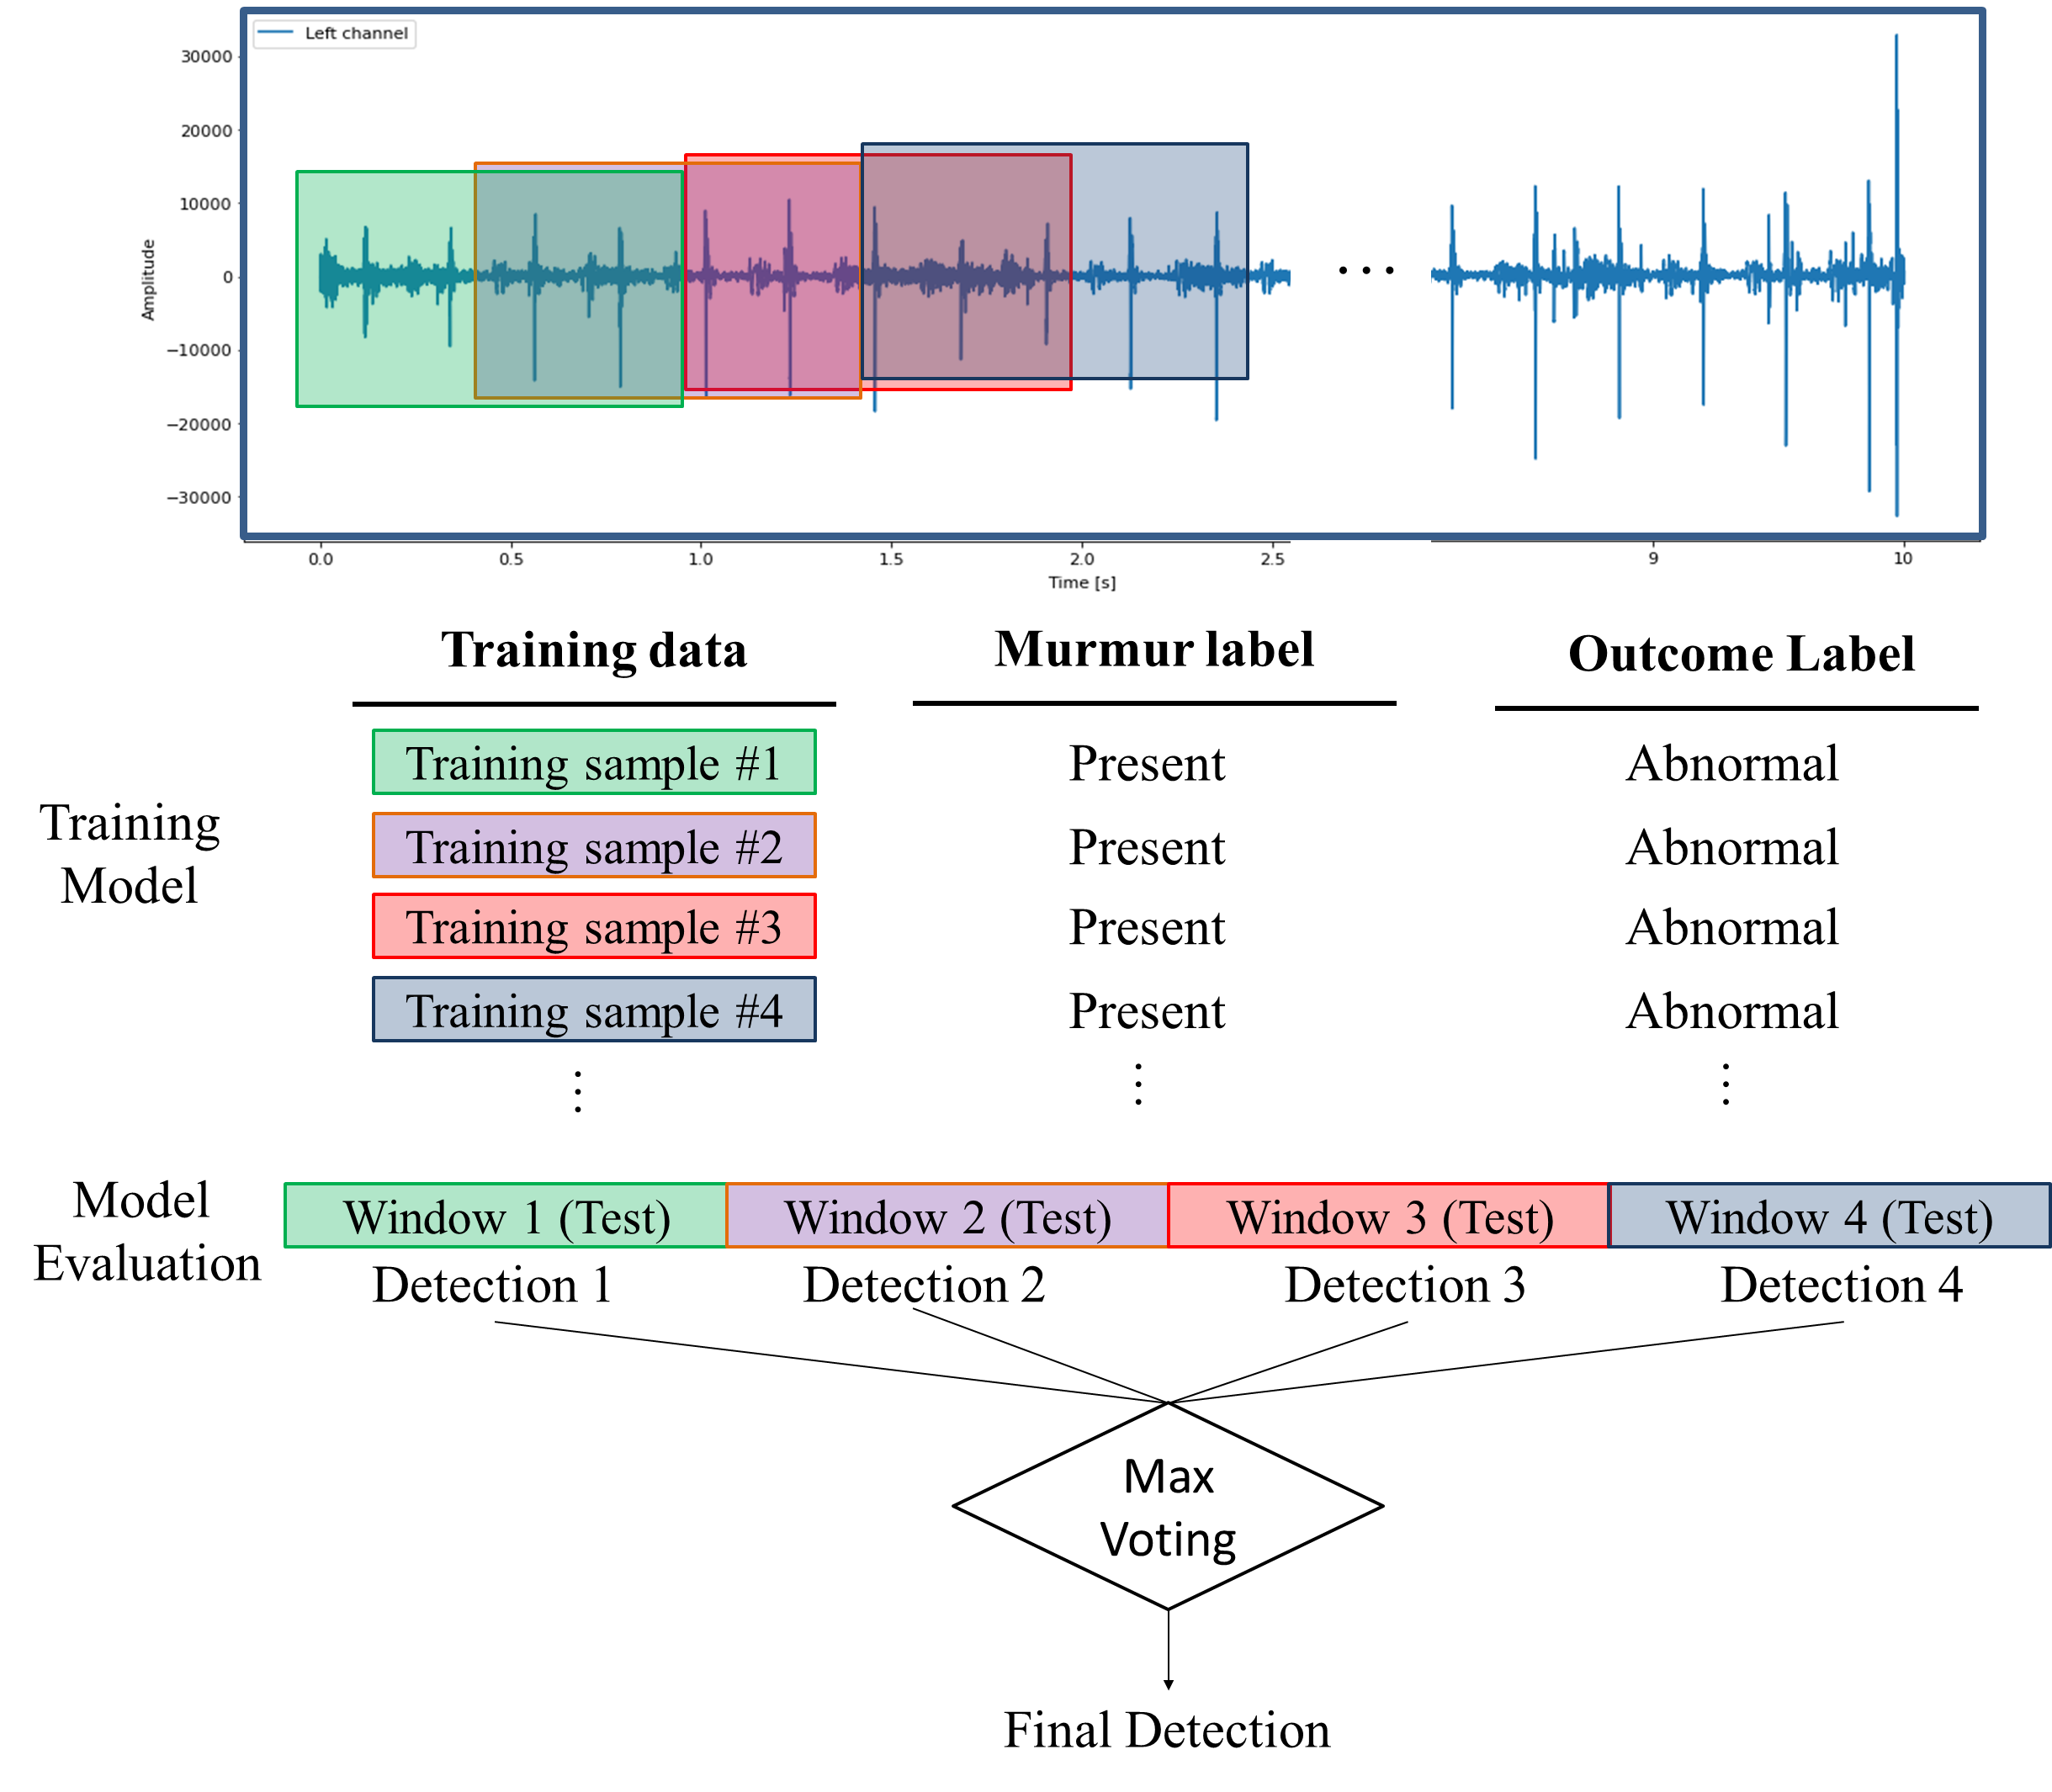 Left channel
30000
20000
10000
0
−10000
−20000
−30000
Amplitude
0.0 0.5 1.0 1.5 2.0 2.5 9 10
Time [s]
Training data Murmur label Outcome Label
Training sample #1 Present Abnormal
Training sample #2 Present Abnormal
Training sample #3 Present Abnormal
Training sample #4 Present Abnormal
Training
Model
Model
Evaluation
Window 1 (Test) Window 2 (Test) Window 3 (Test) Window 4 (Test)
Detection 1 Detection 2 Detection 3 Detection 4
Max
Voting
Final Detection